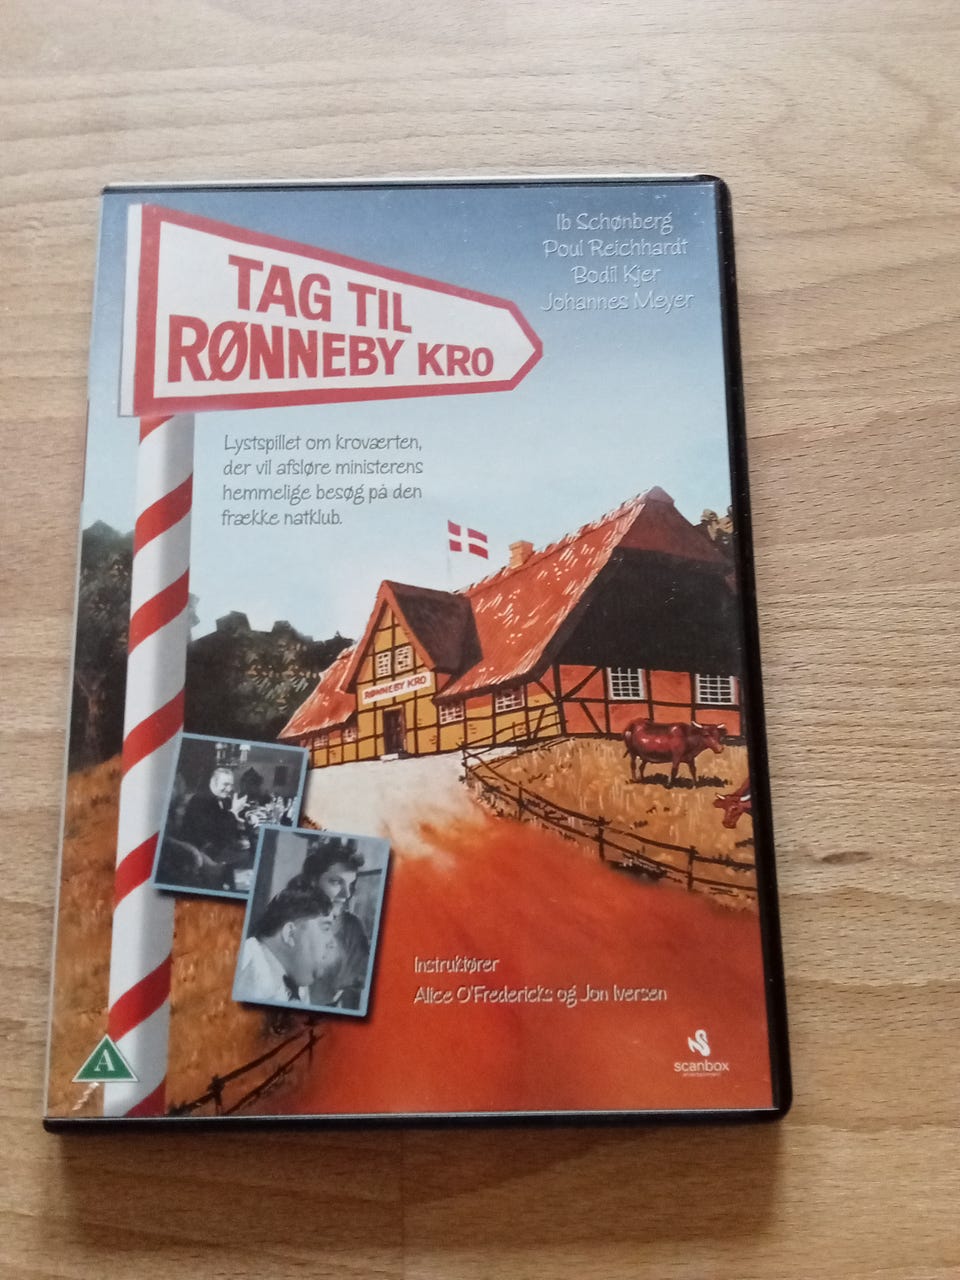 Ib Schønberg
Poul Reichhardt
Bodil Kjer
Johannes Meyer
TAG TIL
RØNNEBY KRO
Lystspillet om kroværten,
der vil afsløre ministerens
hemmelige besøg på den
frække natklub.
RØNNEBY KRO
Instruktører
Alice O'Fredericks og Jon Iversen
A
scanbox
entertainment